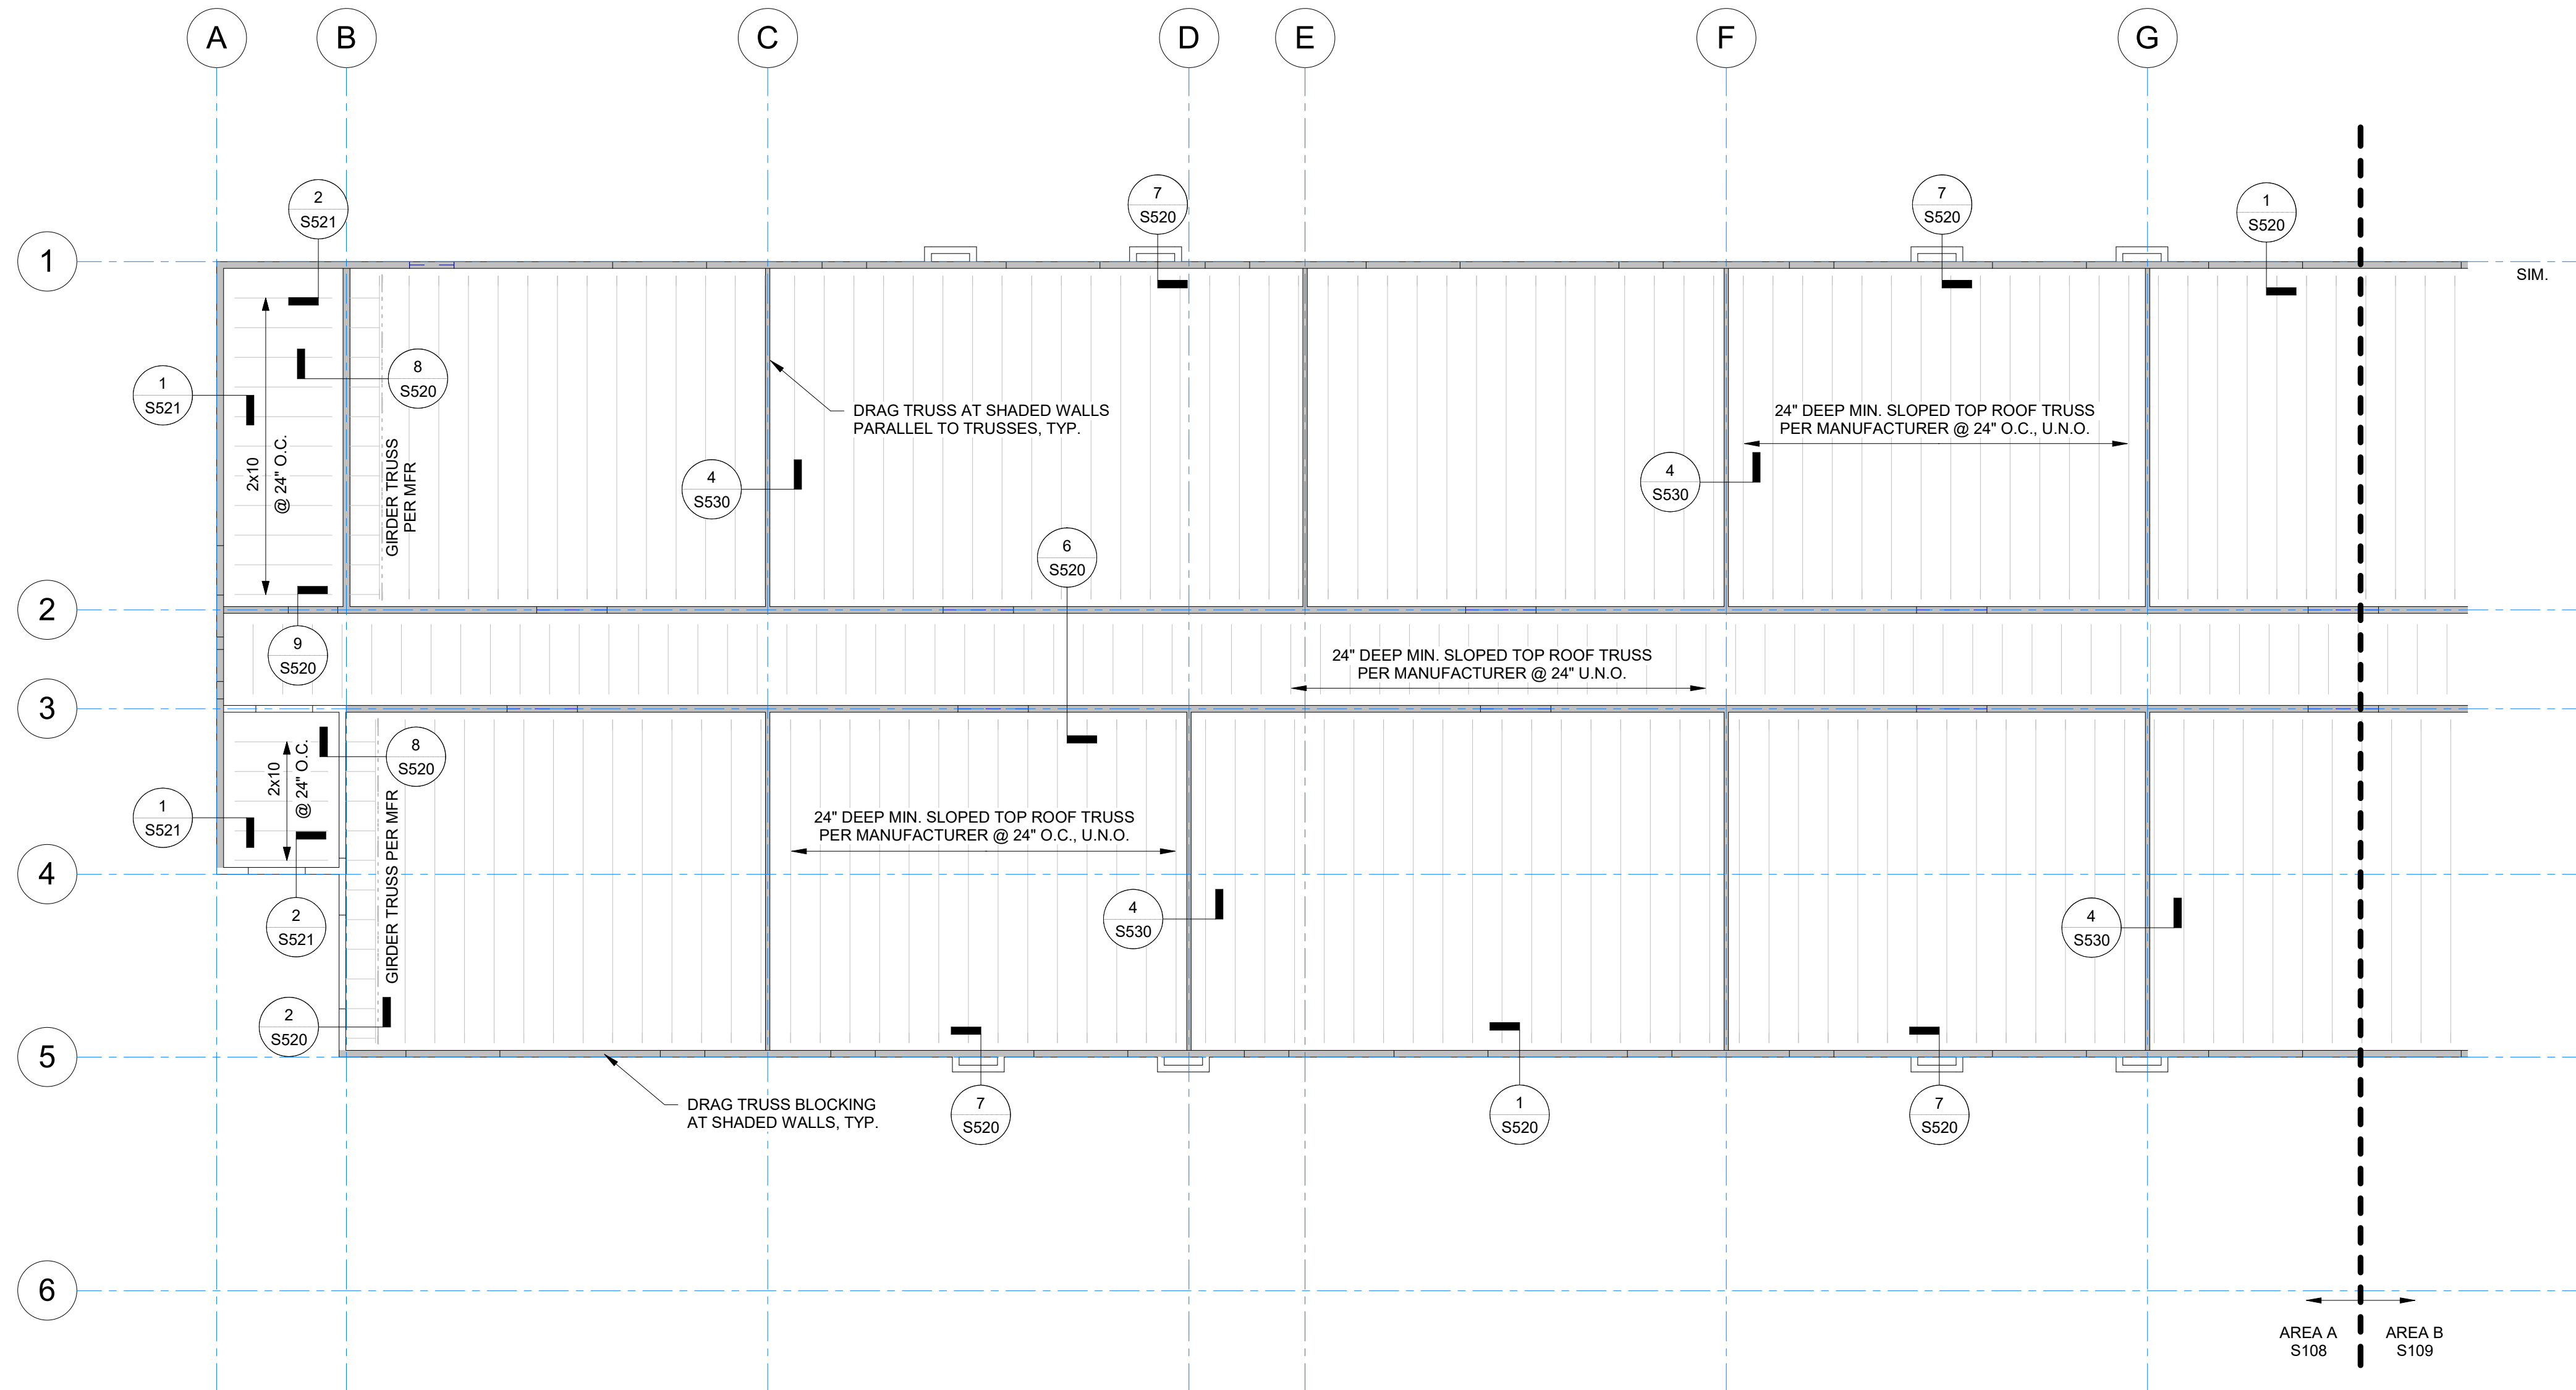 A
B
C
D
E
F
G
2
S521
7
S520
7
S520
1
S520
1
SIM.
8
S520
1
S521
2x10
@ 24" O.C.
GIRDER TRUSS
PER MFR
DRAG TRUSS AT SHADED WALLS
PARALLEL TO TRUSSES, TYP.
24" DEEP MIN. SLOPED TOP ROOF TRUSS
PER MANUFACTURER @ 24" O.C., U.N.O.
4
S530
4
S530
6
S520
2
9
S520
24" DEEP MIN. SLOPED TOP ROOF TRUSS
PER MANUFACTURER @ 24" U.N.O.
3
8
S520
2x10
@ 24" O.C.
1
S521
GIRDER TRUSS PER MFR
24" DEEP MIN. SLOPED TOP ROOF TRUSS
PER MANUFACTURER @ 24" O.C., U.N.O.
4
2
S521
4
S530
4
S530
2
S520
5
DRAG TRUSS BLOCKING
AT SHADED WALLS, TYP.
7
S520
1
S520
7
S520
6
AREA A
S108
AREA B
S109